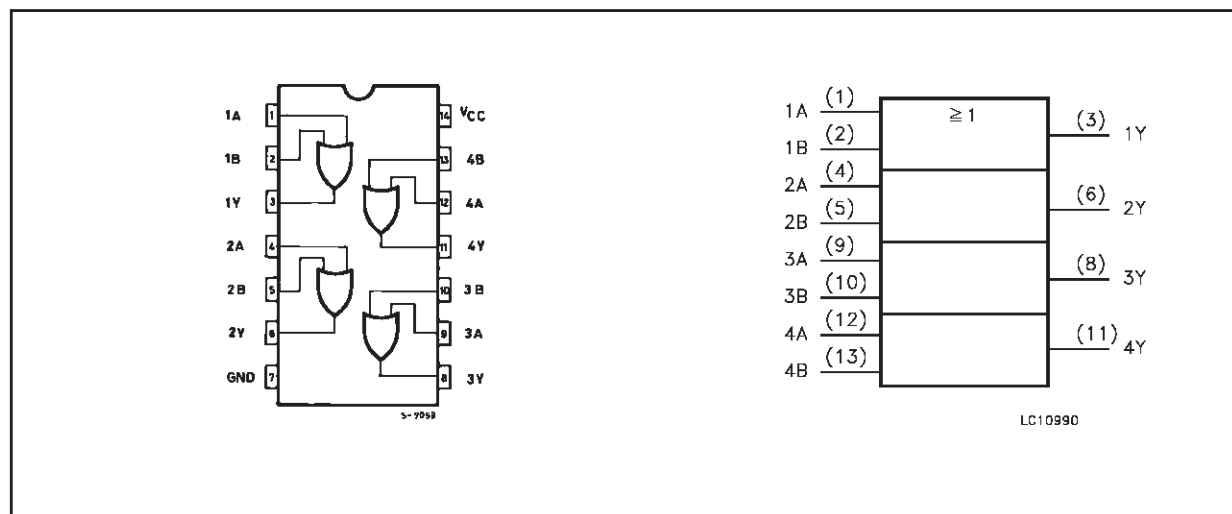 1A 1 14 VCC
1B 2 13 4B
1Y 3 12 4A
2A 4 11 4Y
2B 5 10 3B
2Y 6 9 3A
GND 7 8 3Y
S-7058
≧1
1A (1)
1B (2)
2A (4)
2B (5)
3A (9)
3B (10)
4A (12)
4B (13)
(3) 1Y
(6) 2Y
(8) 3Y
(11) 4Y
LC10990